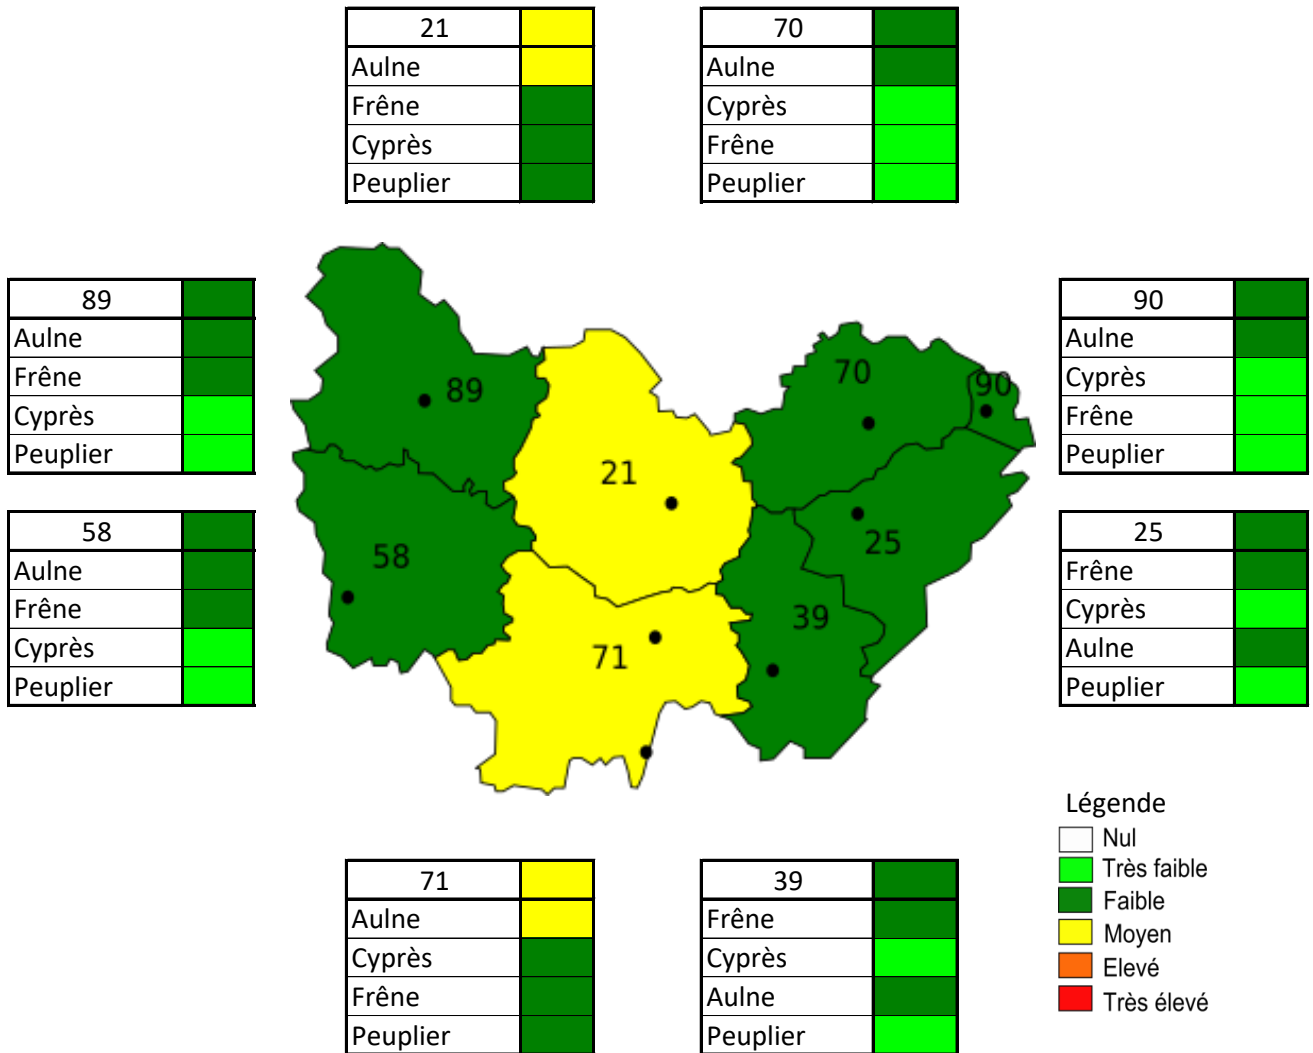 21
Aulne
Frêne
Cyprès
Peuplier
70
Aulne
Cyprès
Frêne
Peuplier
89
Aulne
Frêne
Cyprès
Peuplier
58
Aulne
Frêne
Cyprès
Peuplier
89
21
70
90
58
25
71
39
90
Aulne
Cyprès
Frêne
Peuplier
25
Frêne
Cyprès
Aulne
Peuplier
71
Aulne
Cyprès
Frêne
Peuplier
39
Frêne
Cyprès
Aulne
Peuplier
Légende
Nul
Très faible
Faible
Moyen
Elevé
Très élevé